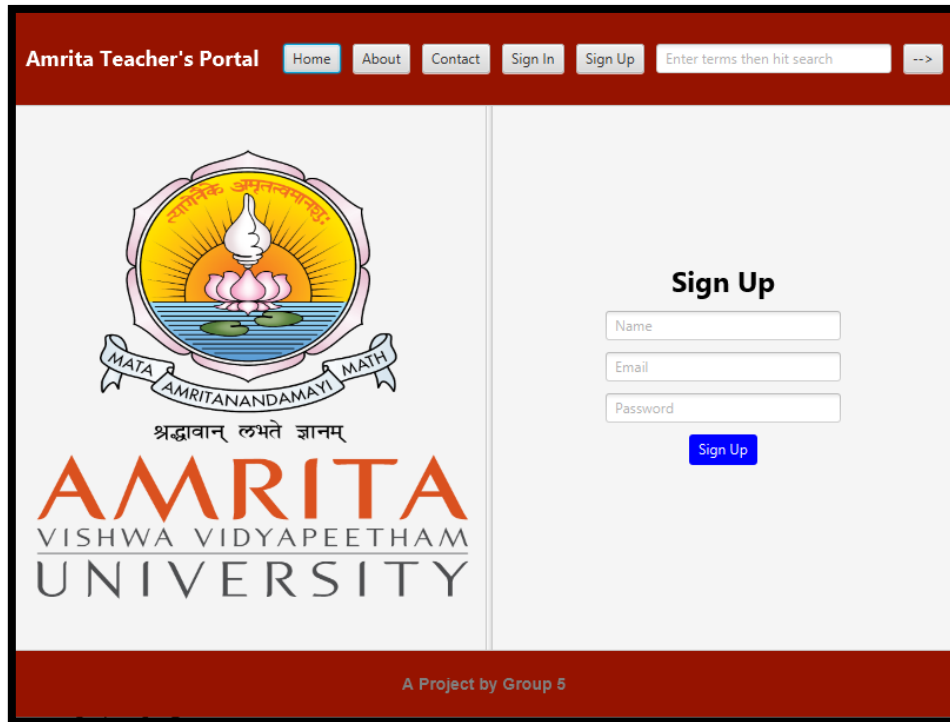 Amrita Teacher's Portal Home About Contact Sign In Sign Up Enter terms then hit search -->
त्यागेनैके अमृतत्वमानशुः
MATA AMRITANANDAMAYI MATH
श्रद्धावान् लभते ज्ञानम्
AMRITA
VISHWA VIDYAPEETHAM
UNIVERSITY
Sign Up
Name
Email
Password
Sign Up
A Project by Group 5